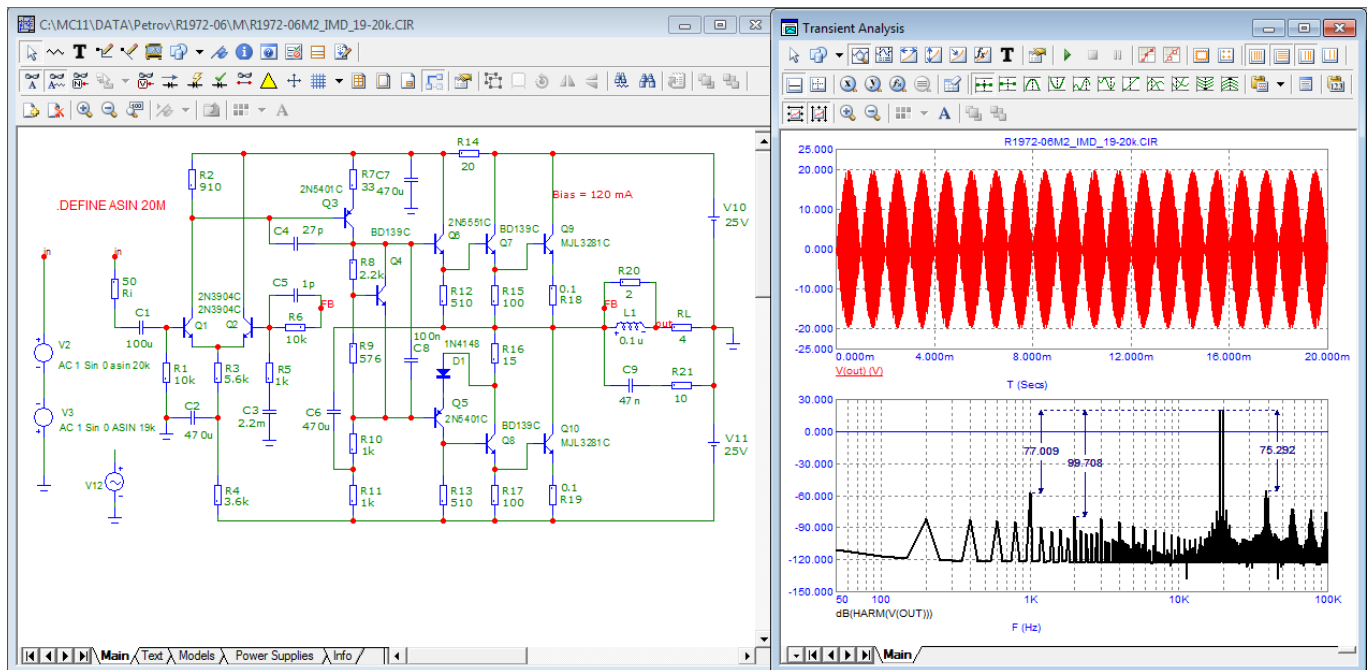 C:\MC11\DATA\Petrov\R1972-06\M\R1972-06M2_IMD_19-20k.CIR
.DEFINE ASIN 20M
in
in
50
Ri
C1
100u
V2
AC 1 Sin 0 asin 20k
V3
AC 1 Sin 0 ASIN 19k
V12
R1
10k
C2
470u
R2
910
2N3904C
2N3904C
Q1
Q2
R3
5.6k
R4
3.6k
R5
1k
C3
2.2m
C5
1p
R6
10k
FB
C4
27p
2N5401C
Q3
R7
33
C7
470u
BD139C
Q4
R8
2.2k
R9
576
C6
470u
R10
1k
R11
1k
100n
C8
1N4148
D1
Q5
2N5401C
R14
20
2N5551C
Q6
BD139C
Q7
Bias = 120 mA
Q9
MJL3281C
R12
510
R15
100
0.1
R18
R16
15
BD139C
Q8
Q10
MJL3281C
R13
510
R17
100
0.1
R19
R20
2
FB
L1
0.1u
out
RL
4
C9
47n
R21
10
V10
25V
V11
25V
Main
Text
Models
Power Supplies
Info
Transient Analysis
R1972-06M2_IMD_19-20k.CIR
25.000
20.000
10.000
0.000
-10.000
-20.000
-25.000
0.000m 4.000m 8.000m 12.000m 16.000m 20.000m
V(out) (V)
T (Secs)
30.000
0.000
-30.000
-60.000
-90.000
-120.000
-150.000
77.009
99.708
75.292
50 100 1K 10K 100K
dB(HARM(V(OUT)))
F (Hz)
Main